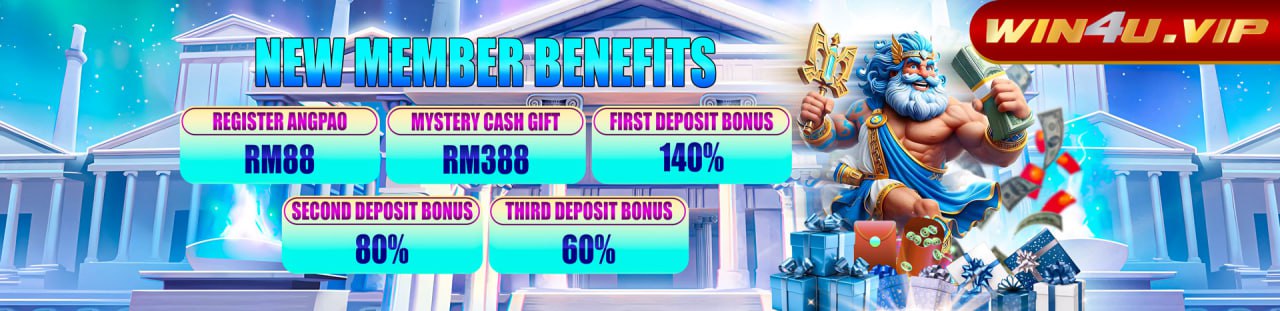 WIN4U.VIP
NEW MEMBER BENEFITS
REGISTER ANGPAO
RM88
MYSTERY CASH GIFT
RM388
FIRST DEPOSIT BONUS
140%
SECOND DEPOSIT BONUS
80%
THIRD DEPOSIT BONUS
60%